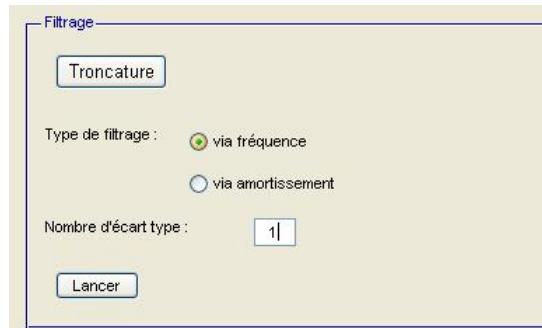 Filtrage
Troncature
Type de filtrage :
via fréquence
via amortissement
Nombre d'écart type :
1
Lancer